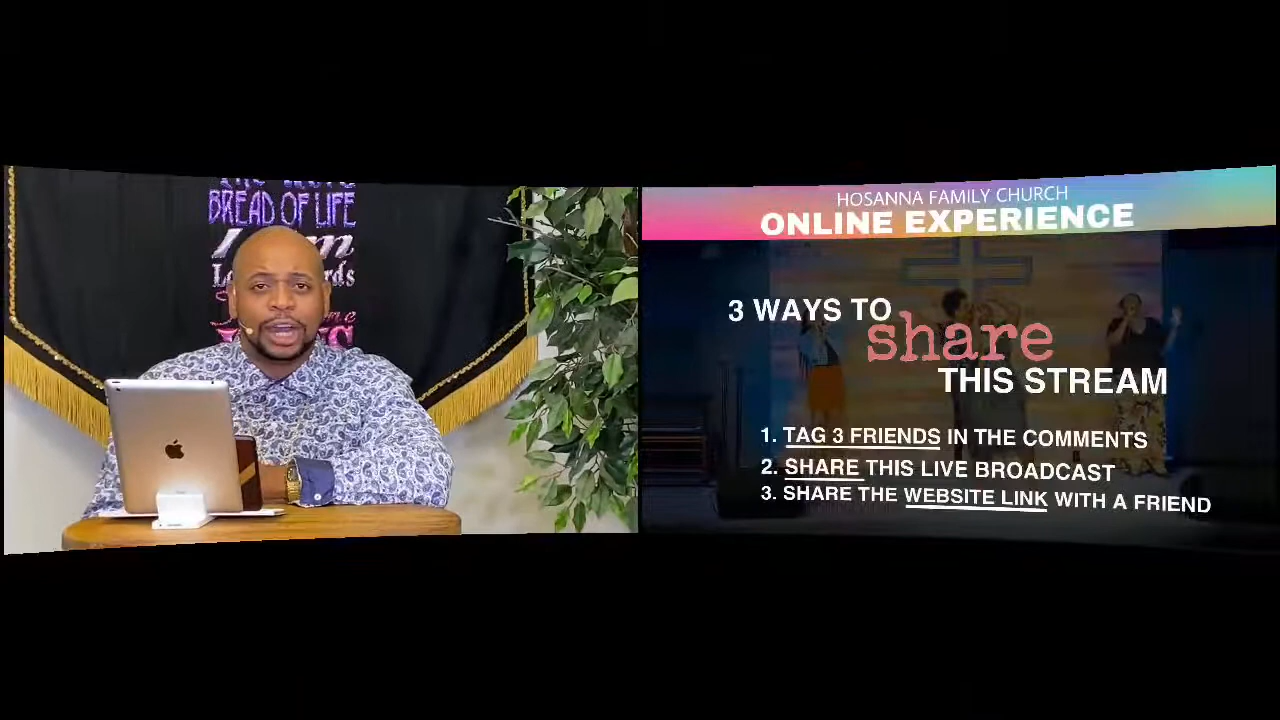 BREAD OF LIFE
HOSANNA FAMILY CHURCH
ONLINE EXPERIENCE
3 WAYS TO
share
THIS STREAM
1. TAG 3 FRIENDS IN THE COMMENTS
2. SHARE THIS LIVE BROADCAST
3. SHARE THE WEBSITE LINK WITH A FRIEND